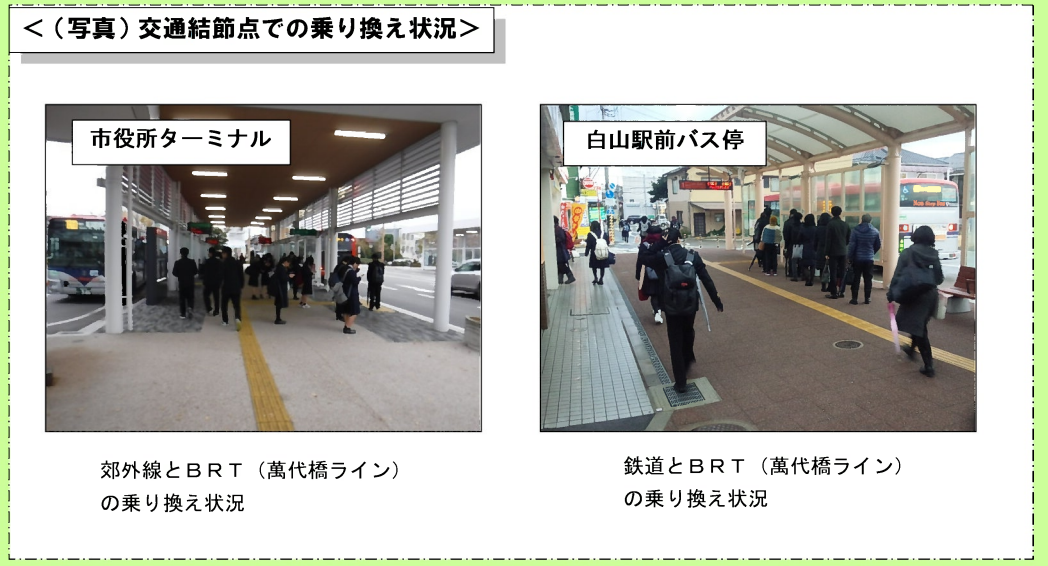 ＜（写真）交通結節点での乗り換え状況＞
市役所ターミナル
白山駅前バス停
郊外線とＢＲＴ（萬代橋ライン）
の乗り換え状況
鉄道とＢＲＴ（萬代橋ライン）
の乗り換え状況